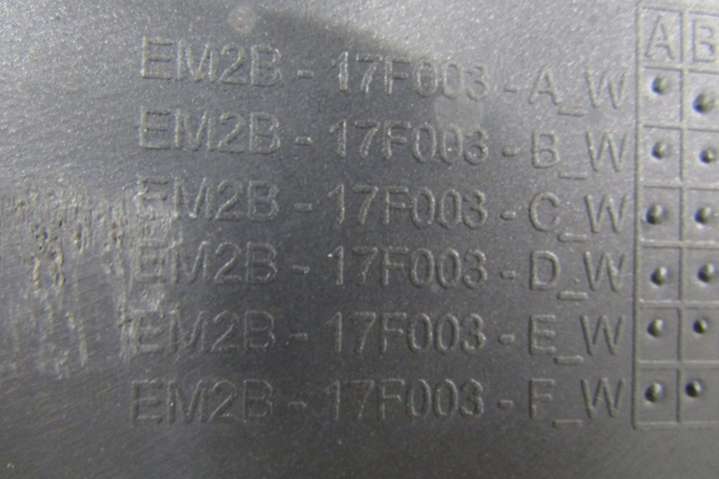 A B
EM2B - 17F003 - A_W
EM2B - 17F003 - B_W
EM2B - 17F003 - C_W
EM2B - 17F003 - D_W
EM2B - 17F003 - E_W
EM2B - 17F003 - F_W